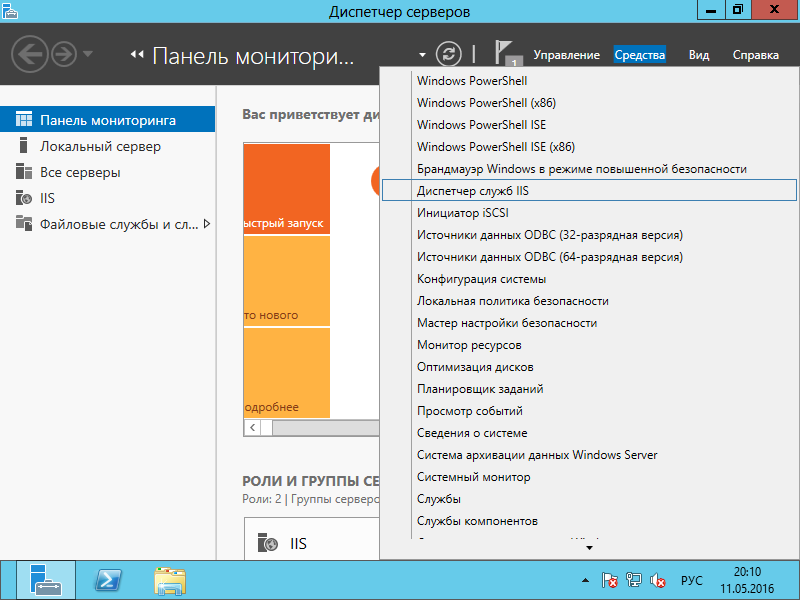 Диспетчер серверов
Панель монитори...
1
Управление
Средства
Вид
Справка
Панель мониторинга
Локальный сервер
Все серверы
IIS
Файловые службы и сл...
Вас приветствует ди
ыстрый запуск
то нового
одробнее
РОЛИ И ГРУППЫ СЕ
Роли: 2 | Группы серверо
IIS
Windows PowerShell
Windows PowerShell (x86)
Windows PowerShell ISE
Windows PowerShell ISE (x86)
Брандмауэр Windows в режиме повышенной безопасности
Диспетчер служб IIS
Инициатор iSCSI
Источники данных ODBC (32-разрядная версия)
Источники данных ODBC (64-разрядная версия)
Конфигурация системы
Локальная политика безопасности
Мастер настройки безопасности
Монитор ресурсов
Оптимизация дисков
Планировщик заданий
Просмотр событий
Сведения о системе
Система архивации данных Windows Server
Системный монитор
Службы
Службы компонентов
РУС
20:10
11.05.2016